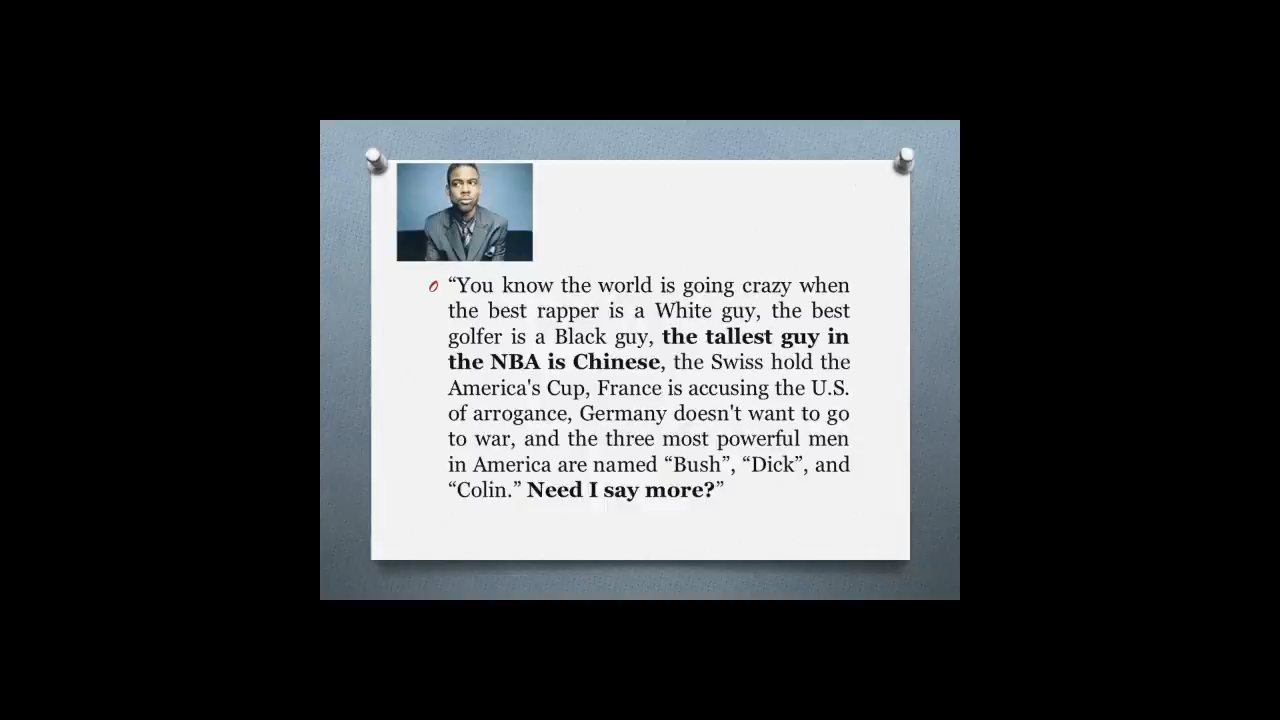 “You know the world is going crazy when
the best rapper is a White guy, the best
golfer is a Black guy, the tallest guy in
the NBA is Chinese, the Swiss hold the
America's Cup, France is accusing the U.S.
of arrogance, Germany doesn't want to go
to war, and the three most powerful men
in America are named “Bush”, “Dick”, and
“Colin.” Need I say more?”